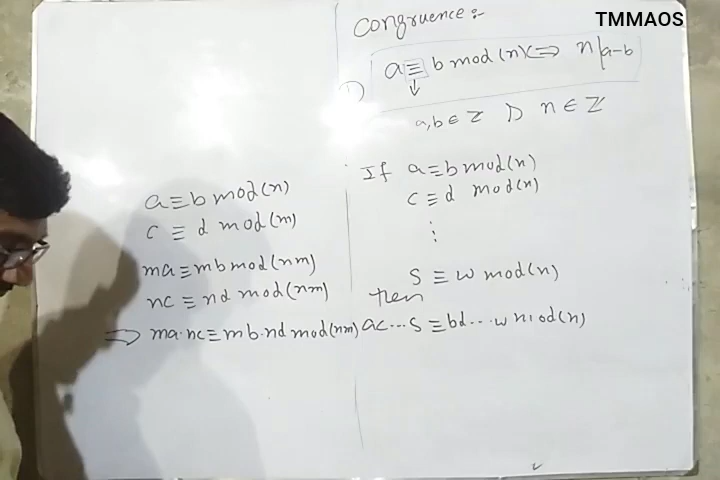 TMMAOS
Congruence :-
1) a ≡ b mod (n) <=> n|a-b
a,b ∈ Z & n ∈ Z
If a ≡ b mod (n)
c ≡ d mod (n)
⋮
S ≡ w mod (n)
then
ac...S ≡ bd...w mod (n)
a ≡ b mod (n)
c ≡ d mod (m)
ma ≡ mb mod (nm)
nc ≡ nd mod (nm)
=> ma·nc ≡ mb·nd mod (nm)